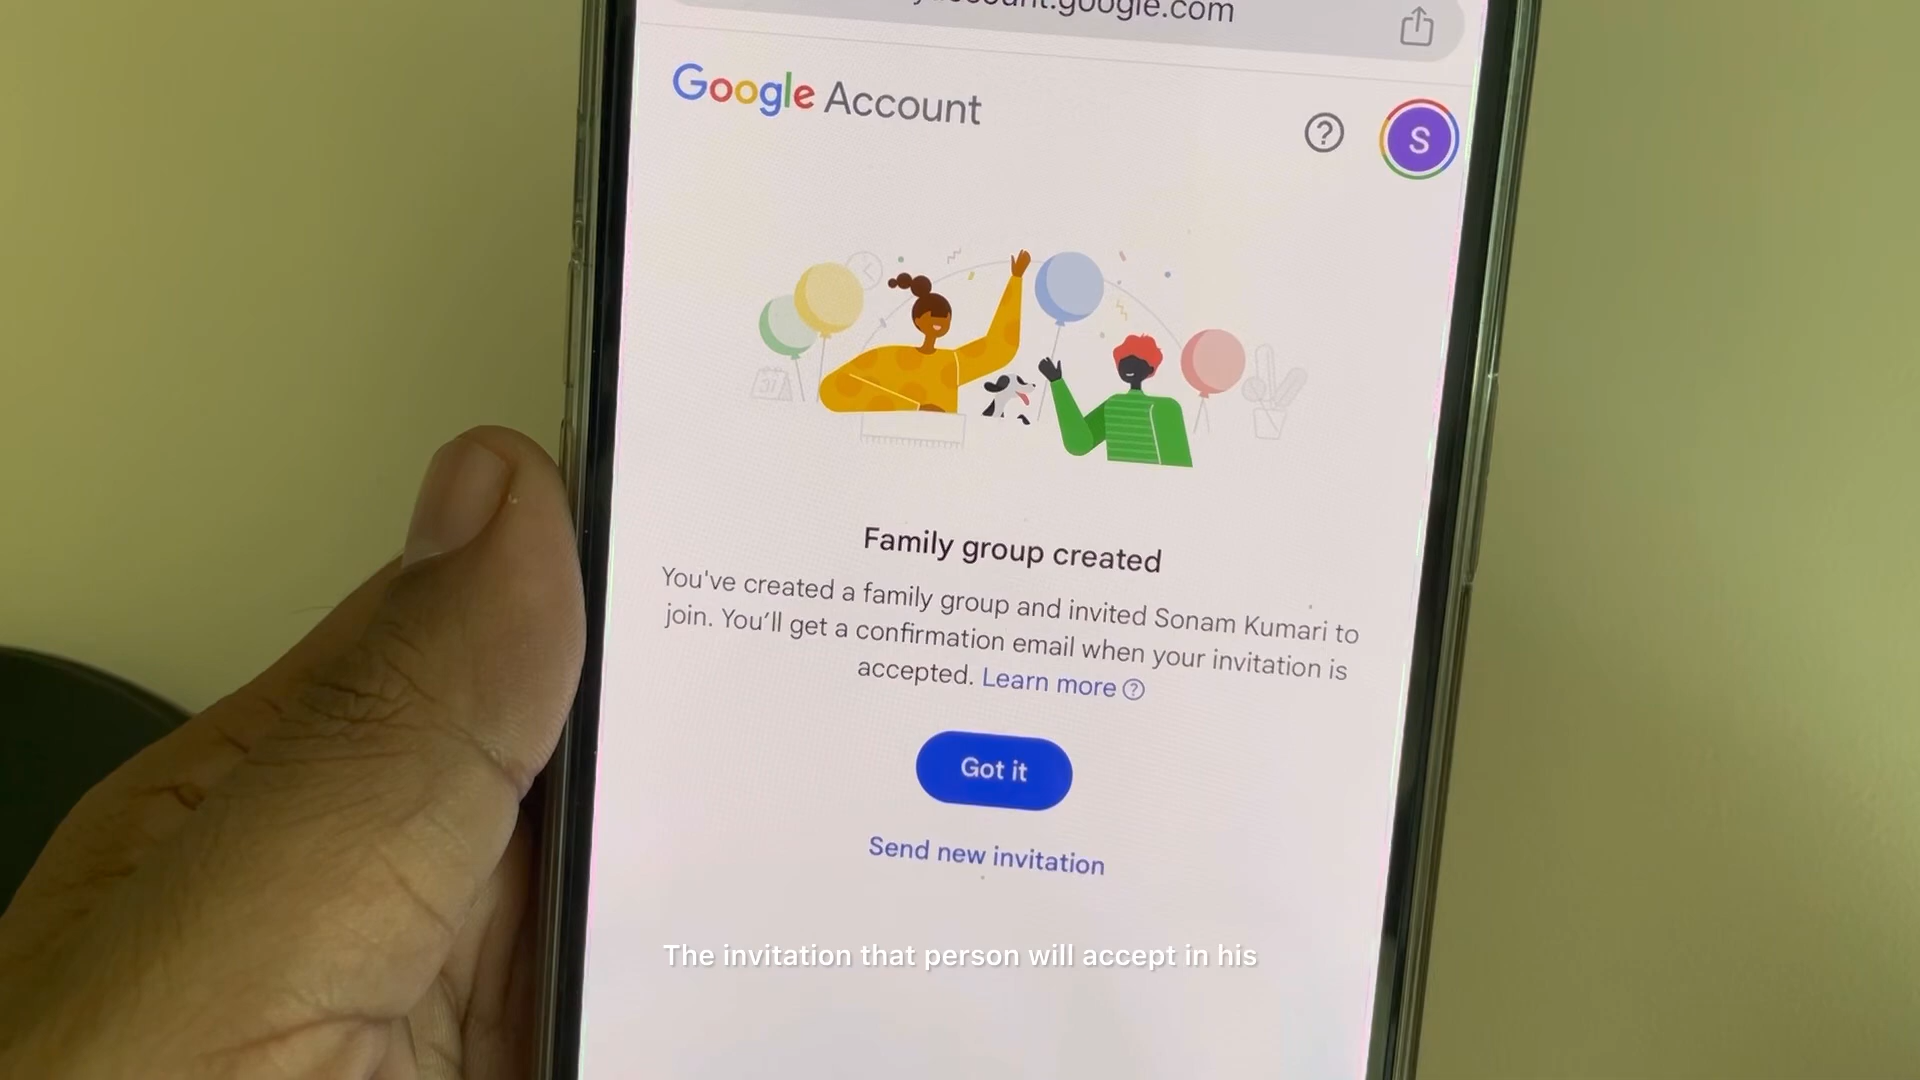 account.google.com
Google Account
S
Family group created
You've created a family group and invited Sonam Kumari to
join. You'll get a confirmation email when your invitation is
accepted. Learn more
Got it
Send new invitation
The invitation that person will accept in his